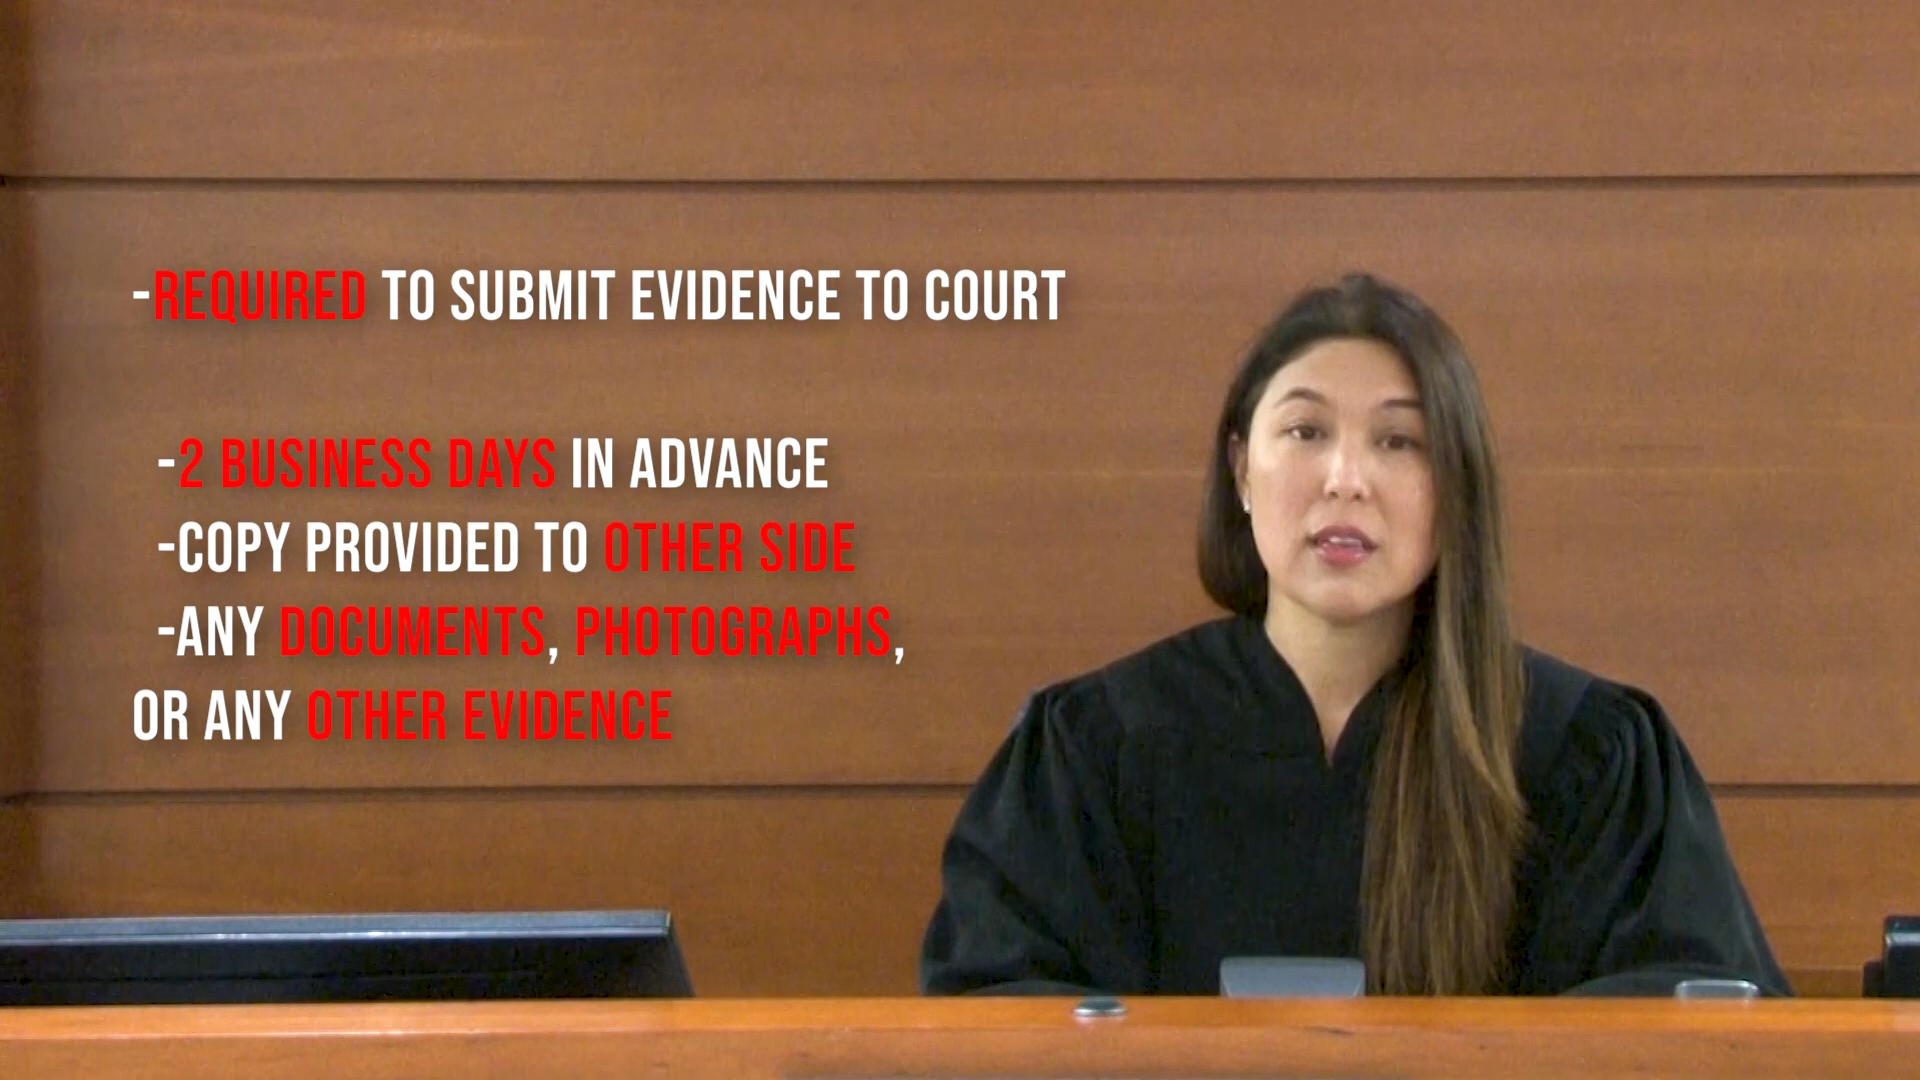 -REQUIRED TO SUBMIT EVIDENCE TO COURT
-2 BUSINESS DAYS IN ADVANCE
-COPY PROVIDED TO OTHER SIDE
-ANY DOCUMENTS, PHOTOGRAPHS,
OR ANY OTHER EVIDENCE